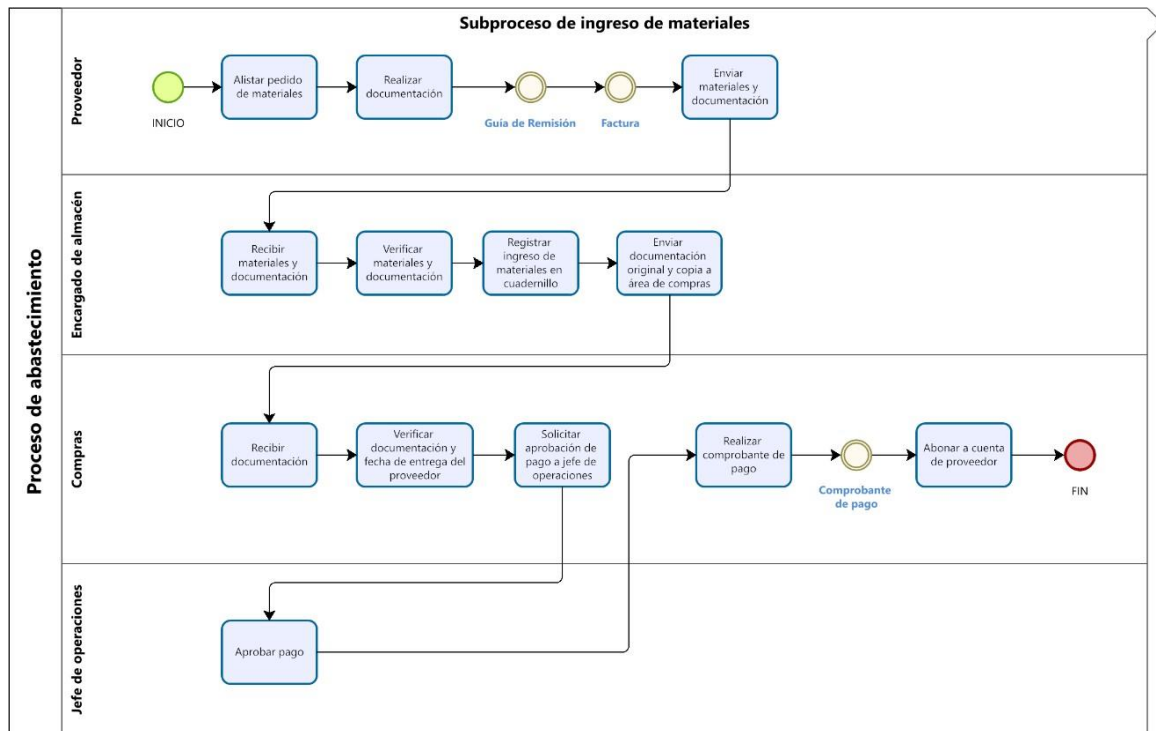 Subproceso de ingreso de materiales
Proceso de abastecimiento
Proveedor
INICIO
Alistar pedido
de materiales
Realizar
documentación
Guía de Remisión
Factura
Enviar
materiales y
documentación
Encargado de almacén
Recibir
materiales y
documentación
Verificar
materiales y
documentación
Registrar
ingreso de
materiales en
cuadernillo
Enviar
documentación
original y copia a
área de compras
Compras
Recibir
documentación
Verificar
documentación y
fecha de entrega del
proveedor
Solicitar
aprobación de
pago a jefe de
operaciones
Realizar
comprobante de
pago
Comprobante
de pago
Abonar a cuenta
de proveedor
FIN
Jefe de operaciones
Aprobar pago